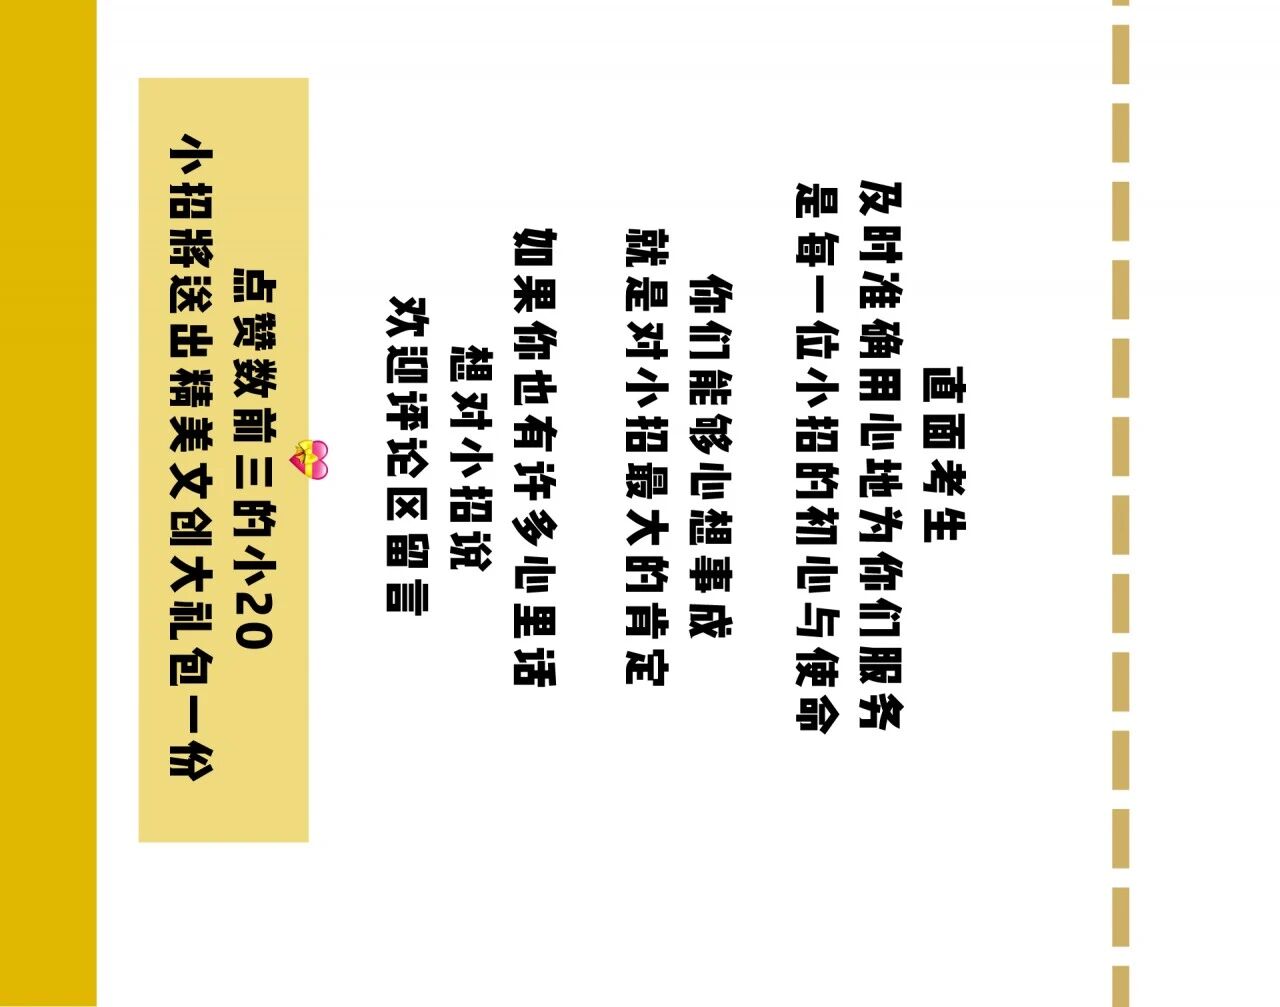 直面考生
及时准确用心地为你们服务
是每一位小招的初心与使命
你们能够心想事成
就是对小招最大的肯定
如果你也有许多心里话
想对小招说
欢迎评论区留言
点赞数前三的小20
小招将送出精美文创大礼包一份